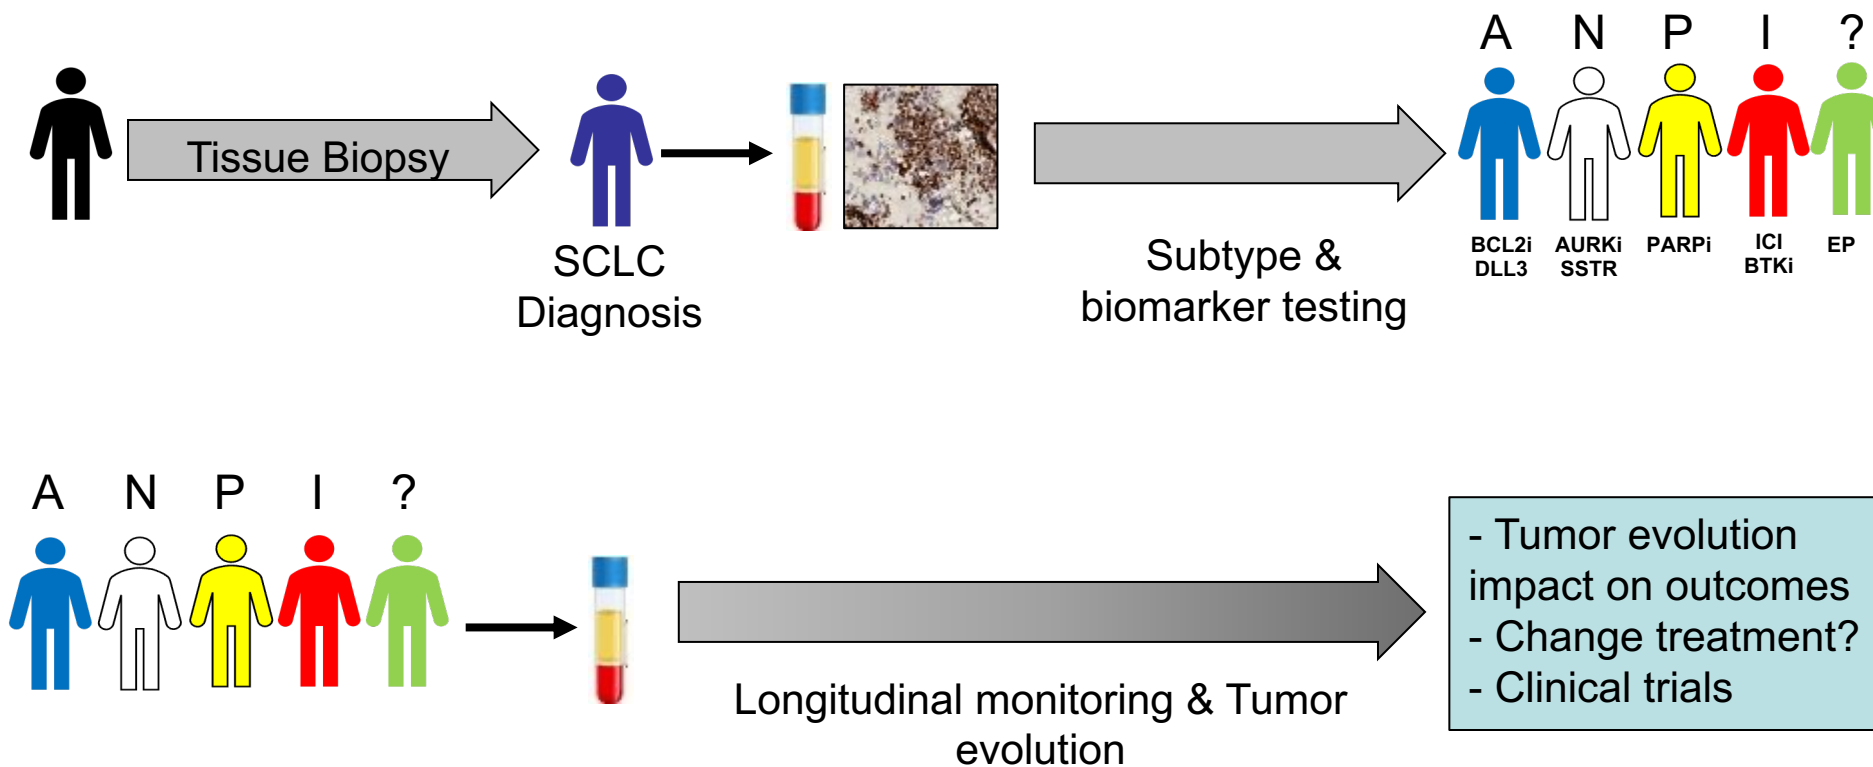 A N P I ?
Tissue Biopsy
SCLC
Diagnosis
Subtype &
biomarker testing
BCL2i AURKi PARPi ICI EP
DLL3 SSTR BTKi
A N P I ?
Longitudinal monitoring & Tumor
evolution
- Tumor evolution
impact on outcomes
- Change treatment?
- Clinical trials